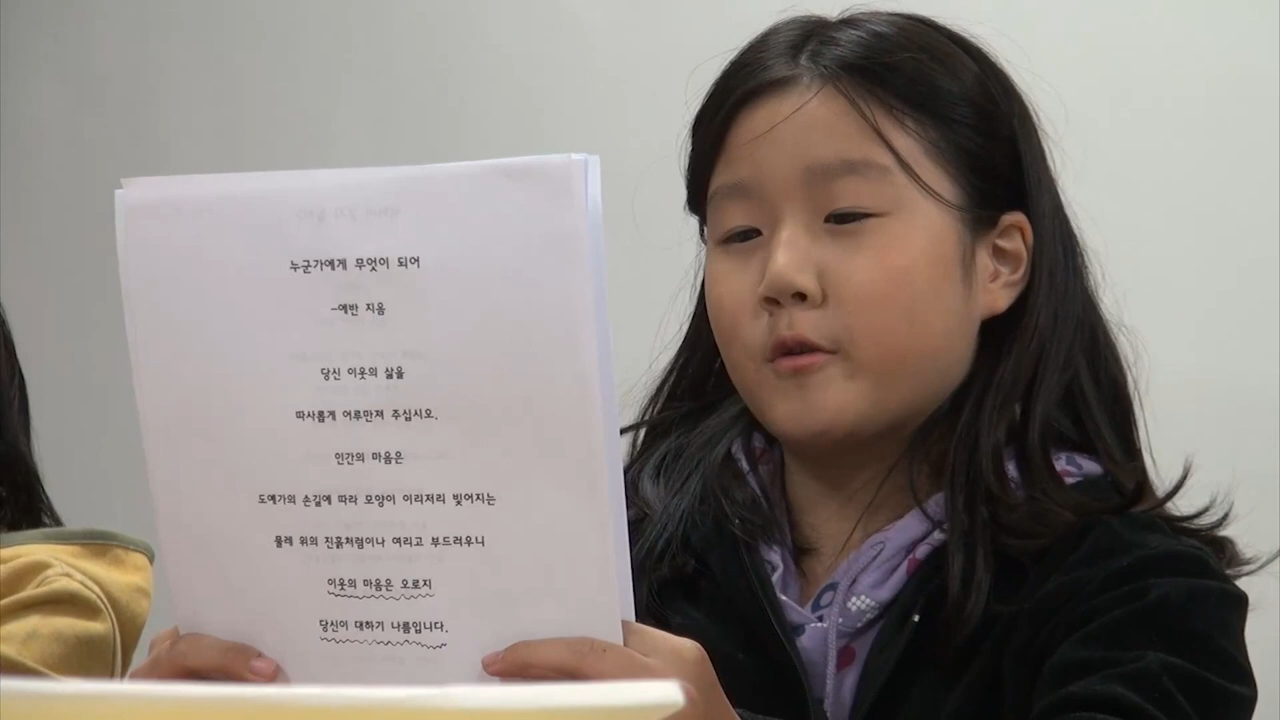 누군가에게 무엇이 되어
-예반 지음
당신 이웃의 삶을
따사롭게 어루만져 주십시오.
인간의 마음은
도예가의 손길에 따라 모양이 이리저리 빚어지는
물레 위의 진흙처럼이나 여리고 부드러우니
이웃의 마음은 오로지
당신이 대하기 나름입니다.